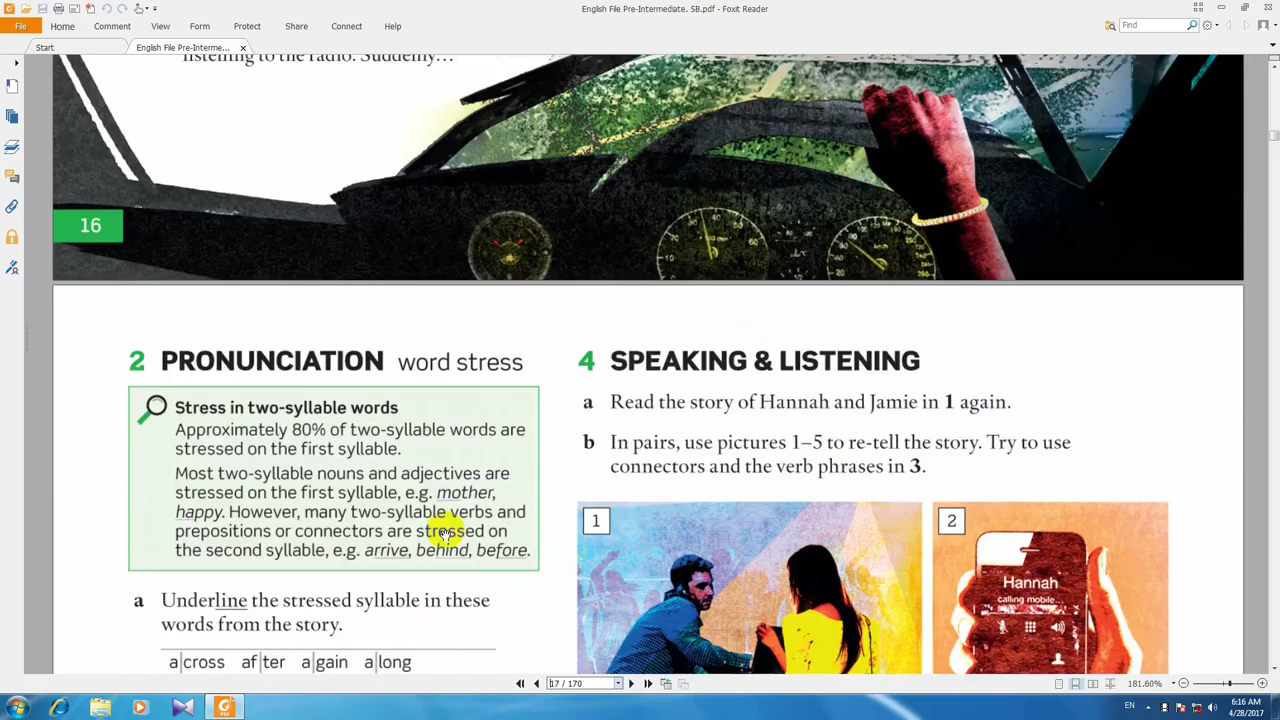 English File Pre-Intermediate. SB.pdf - Foxit Reader
File Home Comment View Form Protect Share Connect Help
Find
Start English File Pre-Interme...
listening to the radio. Suddenly...
16
2 PRONUNCIATION word stress
Stress in two-syllable words
Approximately 80% of two-syllable words are
stressed on the first syllable.
Most two-syllable nouns and adjectives are
stressed on the first syllable, e.g. mother,
happy. However, many two-syllable verbs and
prepositions or connectors are stressed on
the second syllable, e.g. arrive, behind, before.
a Underline the stressed syllable in these
words from the story.
a|cross af|ter a|gain a|long
4 SPEAKING & LISTENING
a Read the story of Hannah and Jamie in 1 again.
b In pairs, use pictures 1–5 to re-tell the story. Try to use
connectors and the verb phrases in 3.
1
2
Hannah
calling mobile...
17 / 170
181.60%
EN
6:16 AM
4/28/2017